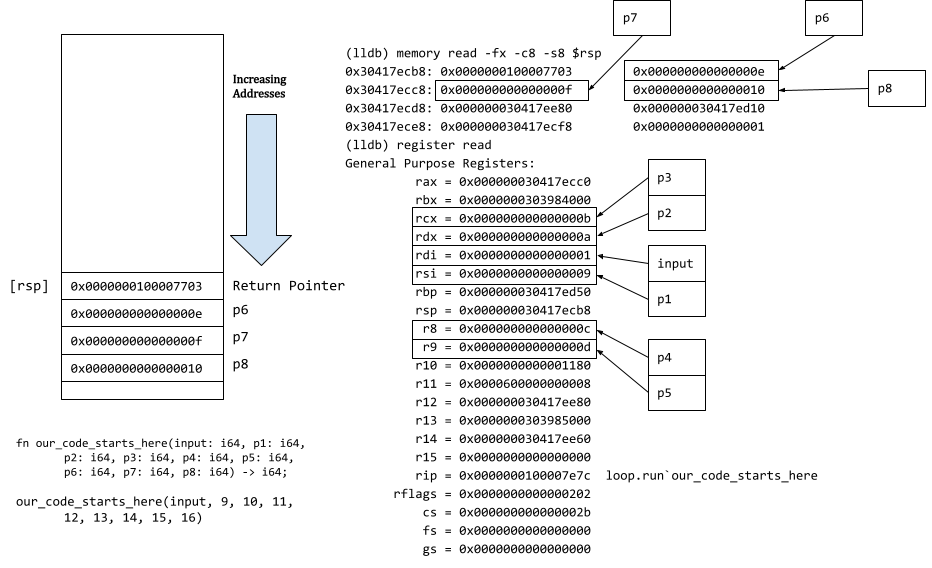 p7
p6
(lldb) memory read -fx -c8 -s8 $rsp
0x30417ecb8: 0x0000000100007703 0x000000000000000e
0x30417ecc8: 0x000000000000000f 0x0000000000000010
p8
0x30417ecd8: 0x000000030417ee80 0x000000030417ed10
0x30417ece8: 0x000000030417ecf8 0x0000000000000001
(lldb) register read
General Purpose Registers:
rax = 0x000000030417ecc0
rbx = 0x0000000303984000
rcx = 0x000000000000000b
rdx = 0x000000000000000a
rdi = 0x0000000000000001
rsi = 0x0000000000000009
rbp = 0x000000030417ed50
rsp = 0x000000030417ecb8
r8 = 0x000000000000000c
r9 = 0x000000000000000d
r10 = 0x0000000000001180
r11 = 0x0000600000000008
r12 = 0x000000030417ee80
r13 = 0x0000000303985000
r14 = 0x000000030417ee60
r15 = 0x0000000000000000
rip = 0x0000000100007e7c loop.run`our_code_starts_here
rflags = 0x0000000000000202
cs = 0x000000000000002b
fs = 0x0000000000000000
gs = 0x0000000000000000
p3
p2
input
p1
p4
p5
Increasing
Addresses
[rsp] 0x0000000100007703 Return Pointer
0x000000000000000e p6
0x000000000000000f p7
0x0000000000000010 p8
fn our_code_starts_here(input: i64, p1: i64,
p2: i64, p3: i64, p4: i64, p5: i64,
p6: i64, p7: i64, p8: i64) -> i64;
our_code_starts_here(input, 9, 10, 11,
12, 13, 14, 15, 16)